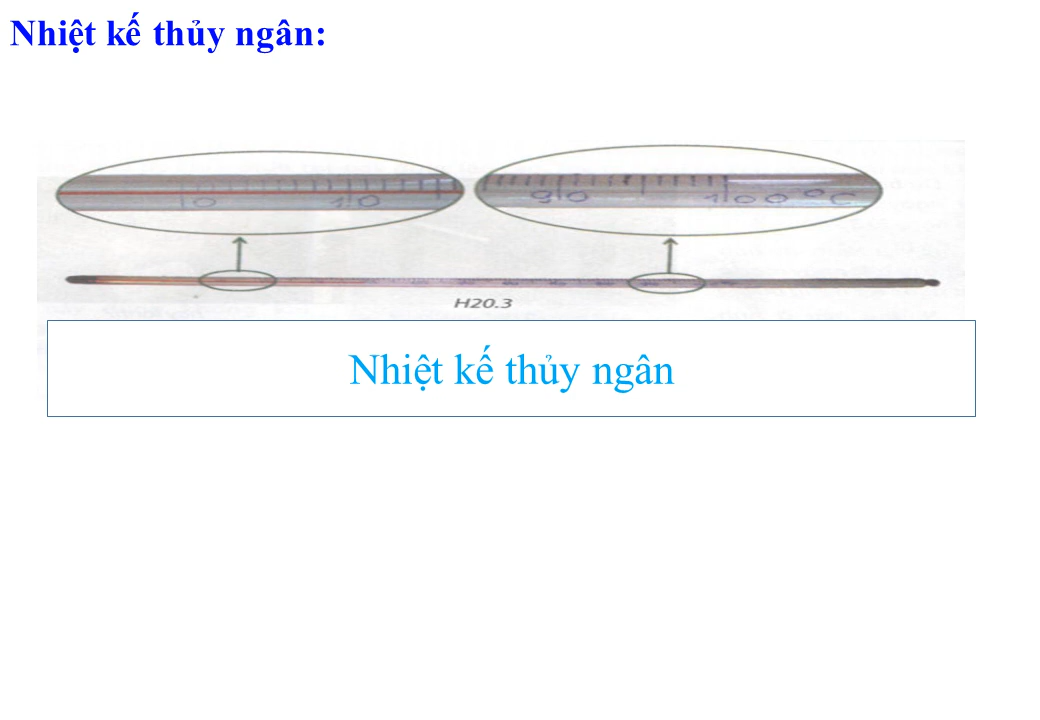 Nhiệt kế thủy ngân:
0 10
90 100 °C
H20.3
Nhiệt kế thủy ngân